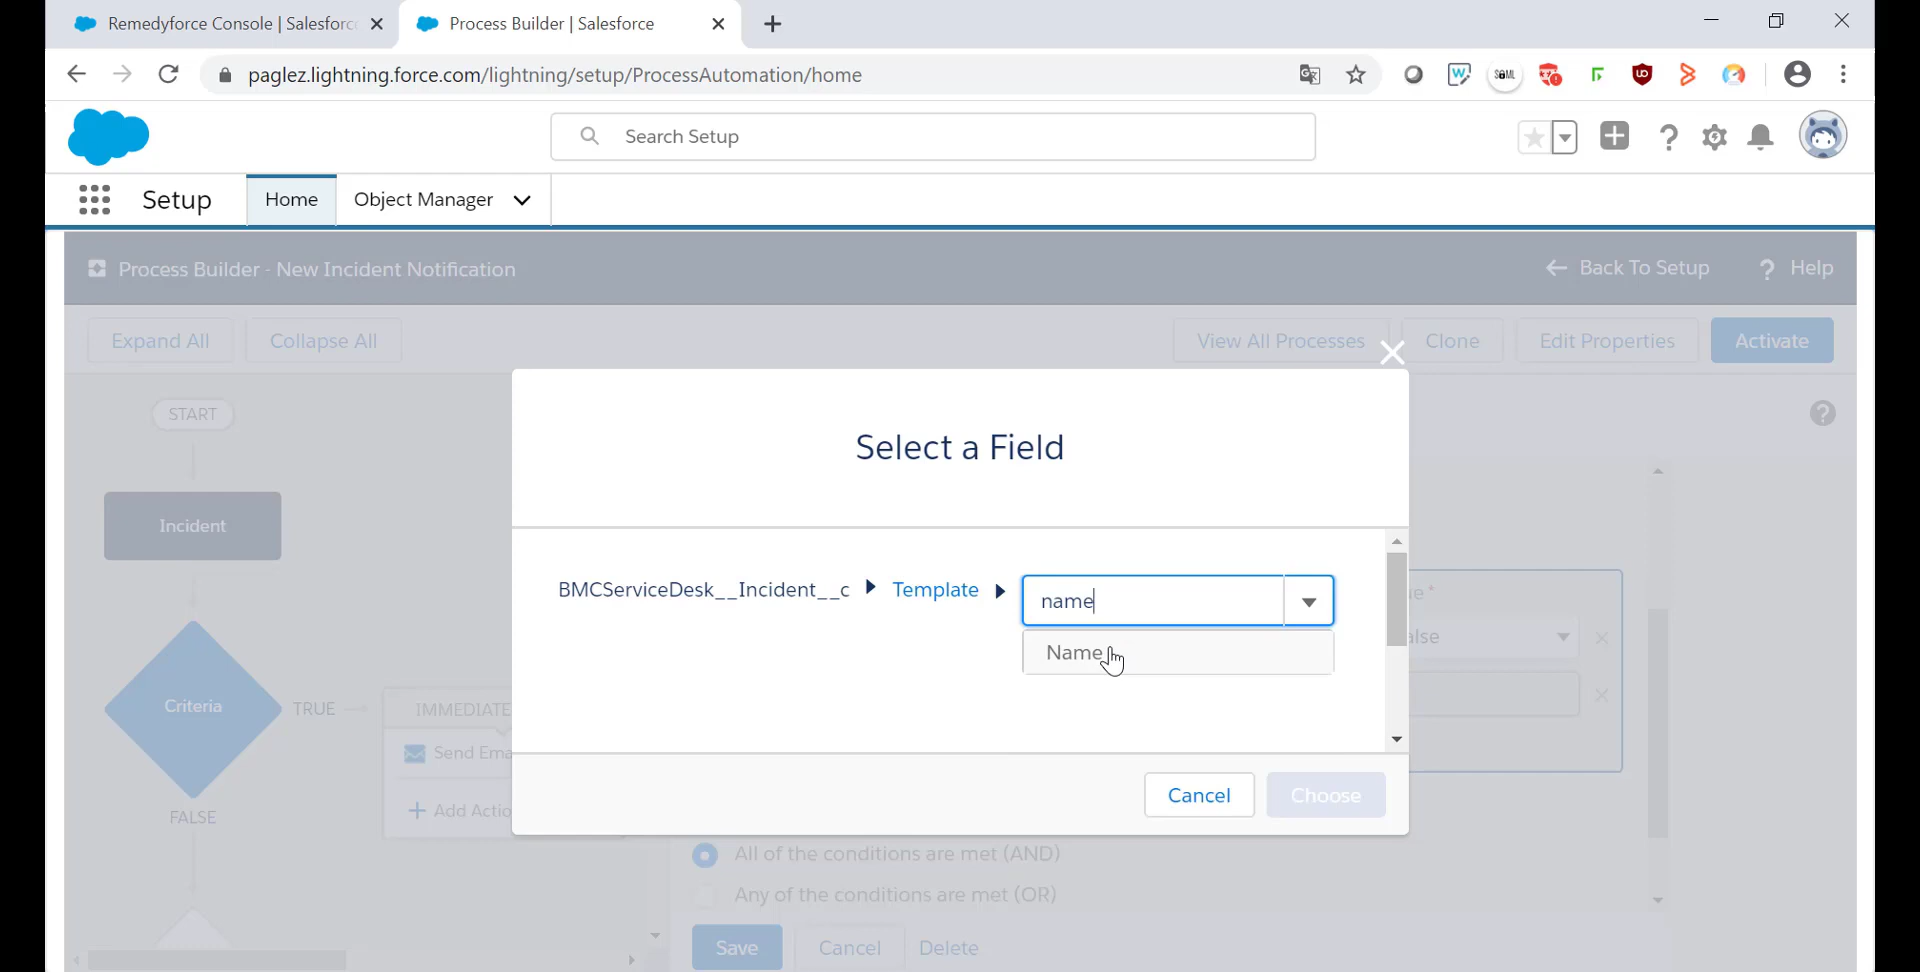 Remedyforce Console | Salesforc
Process Builder | Salesforce
paglez.lightning.force.com/lightning/setup/ProcessAutomation/home
Search Setup
Setup
Home
Object Manager
Process Builder - New Incident Notification
Back To Setup
? Help
Expand All
Collapse All
View All Processes
Clone
Edit Properties
Activate
START
Select a Field
Incident
BMCServiceDesk__Incident__c
Template
name
Name
ue*
alse
Criteria
TRUE
IMMEDIATE
Send Ema
FALSE
Add Actio
Cancel
Choose
All of the conditions are met (AND)
Any of the conditions are met (OR)
Save
Cancel
Delete